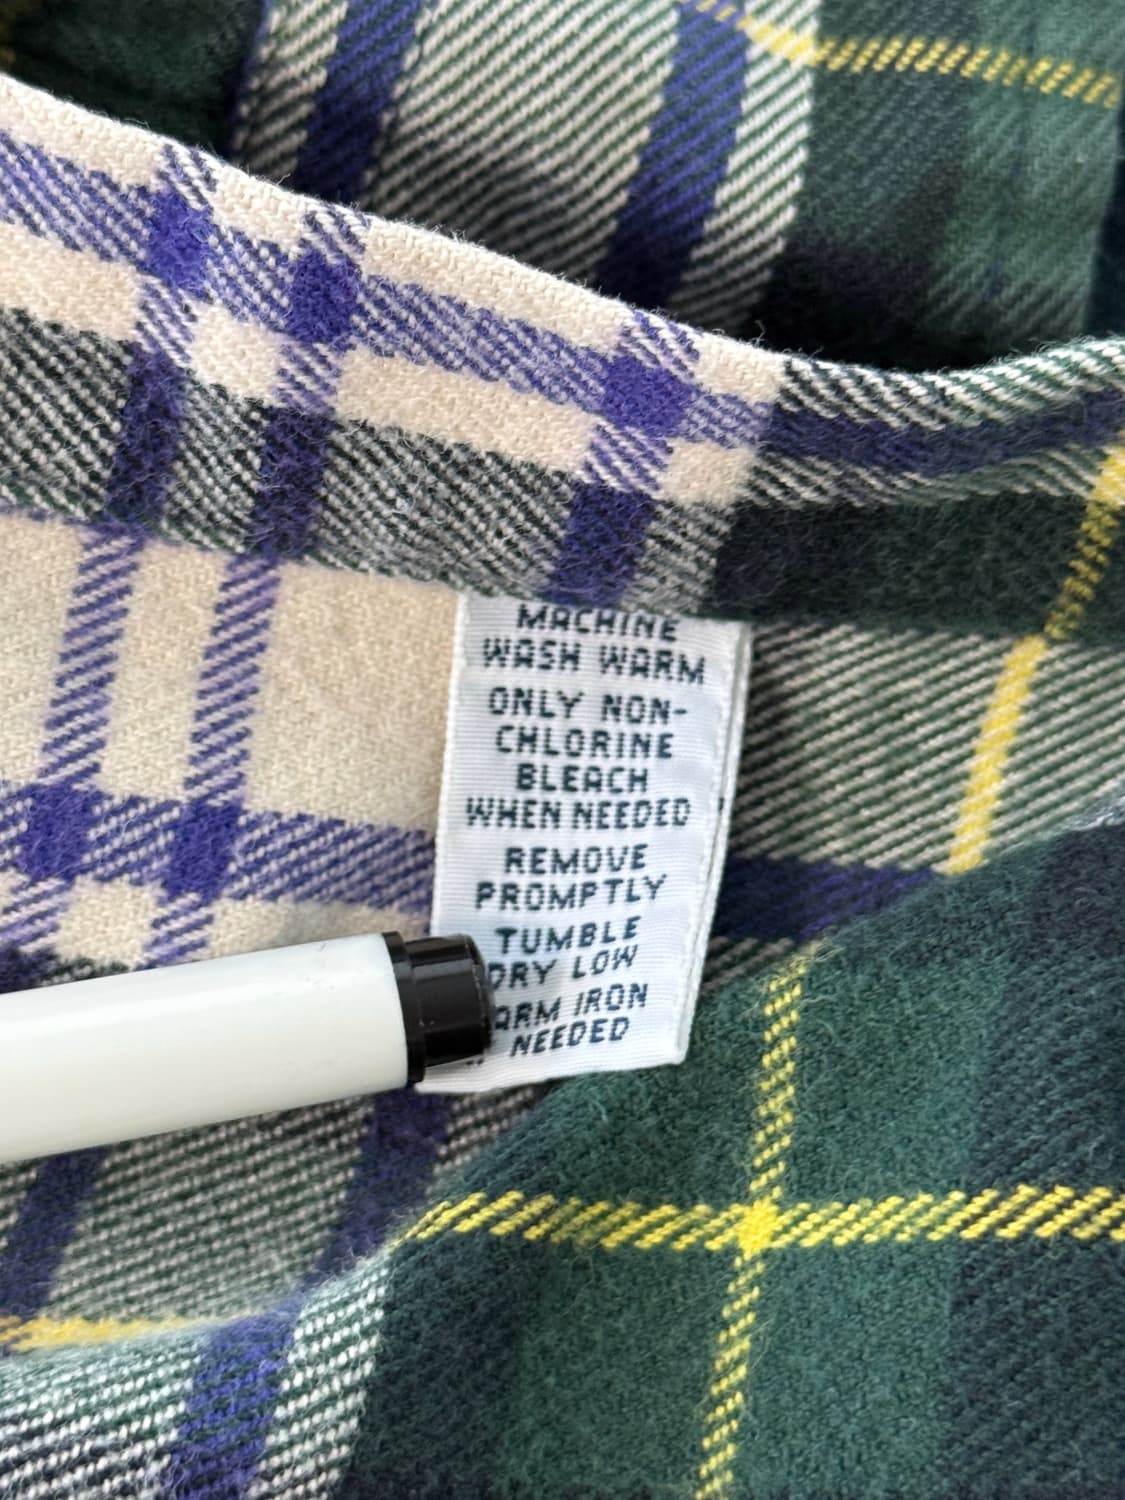 MACHINE
WASH WARM
ONLY NON-
CHLORINE
BLEACH
WHEN NEEDED
REMOVE
PROMPTLY
TUMBLE
DRY LOW
IRON
NEEDED